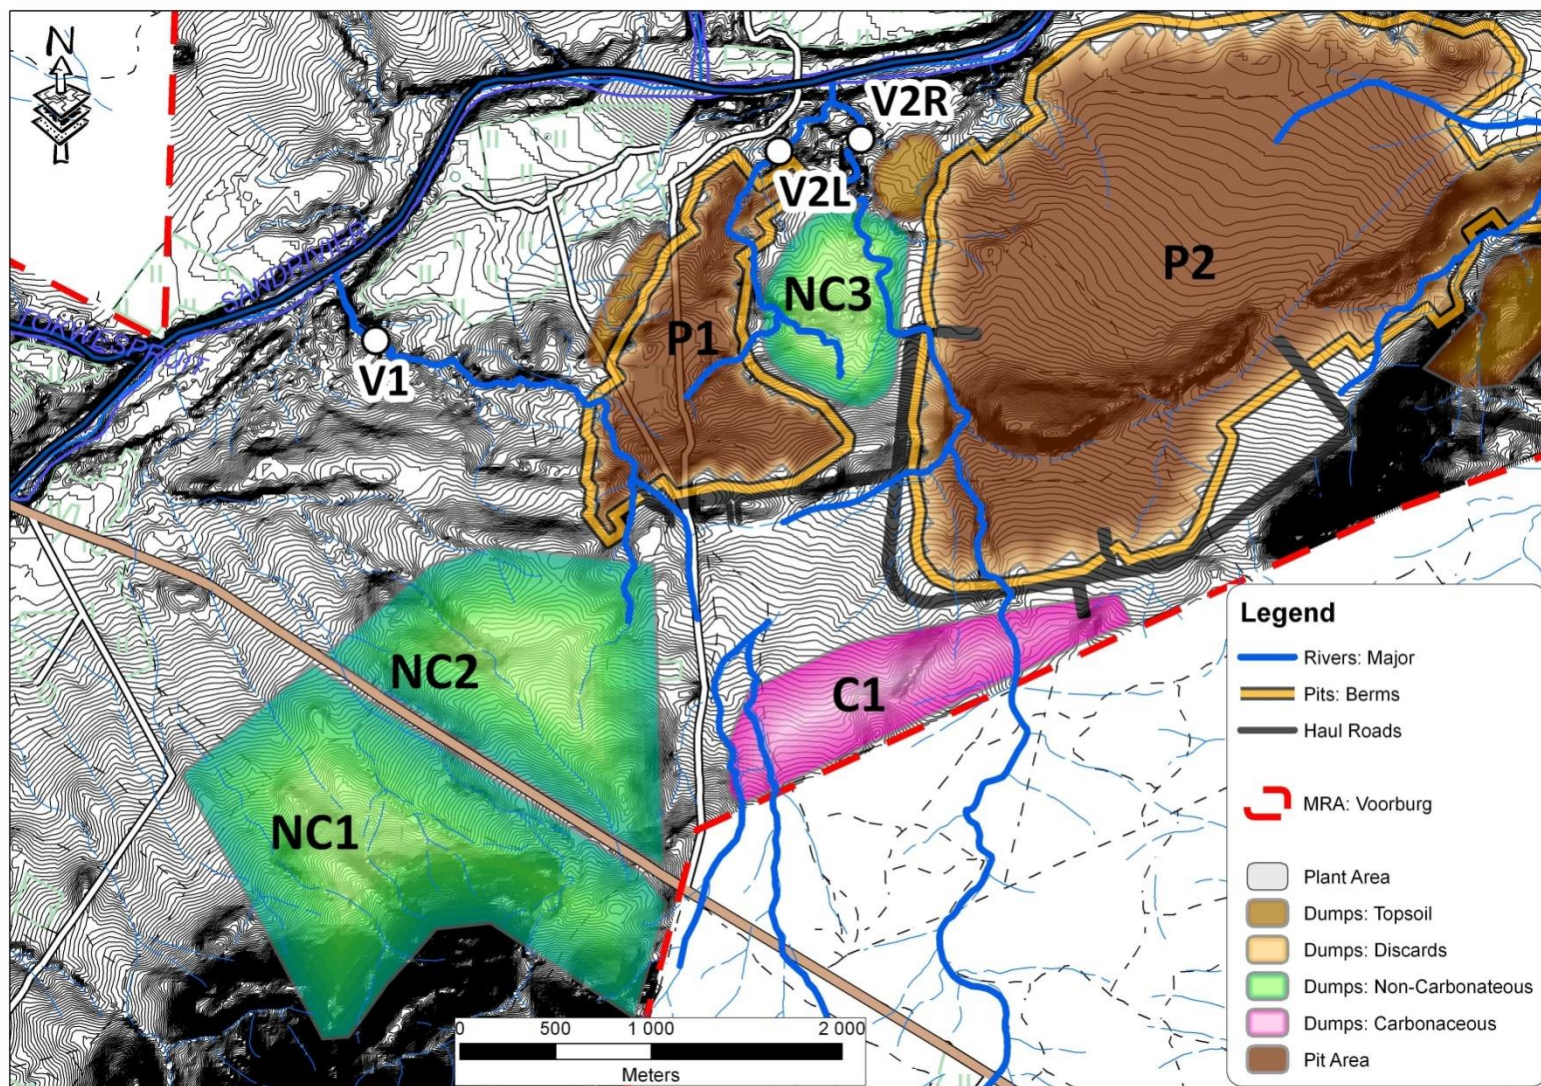 N
V2R
V2L
SANDRIVIER
P2
NC3
P1
V1
NC2
C1
NC1
0 500 1 000 2 000
Meters
Legend
Rivers: Major
Pits: Berms
Haul Roads
MRA: Voorburg
Plant Area
Dumps: Topsoil
Dumps: Discards
Dumps: Non-Carbonateous
Dumps: Carbonaceous
Pit Area